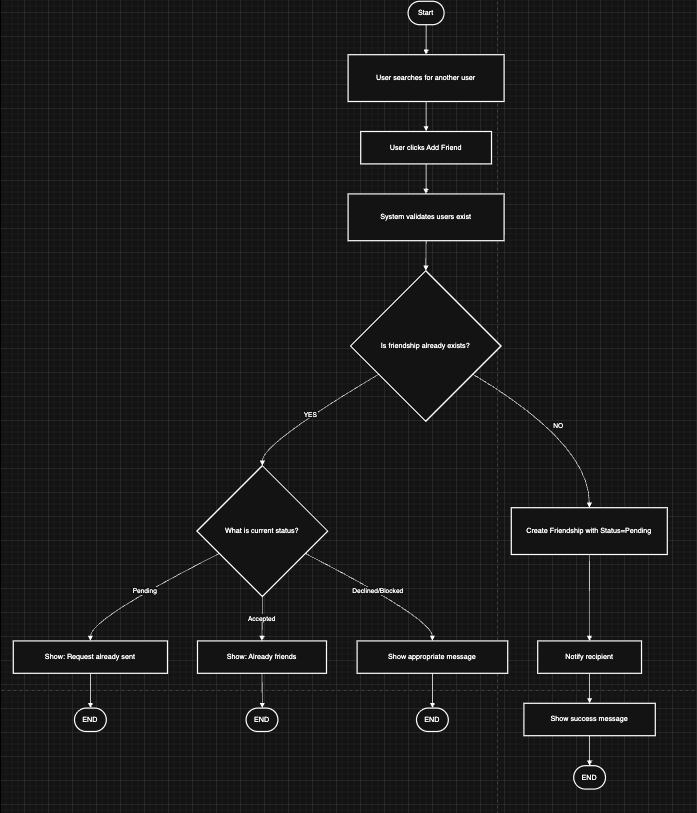 Start
User searches for another user
User clicks Add Friend
System validates users exist
Is friendship already exists?
YES
NO
What is current status?
Create Friendship with Status=Pending
Pending
Accepted
Declined/Blocked
Show: Request already sent
Show: Already friends
Show appropriate message
Notify recipient
END
END
END
Show success message
END